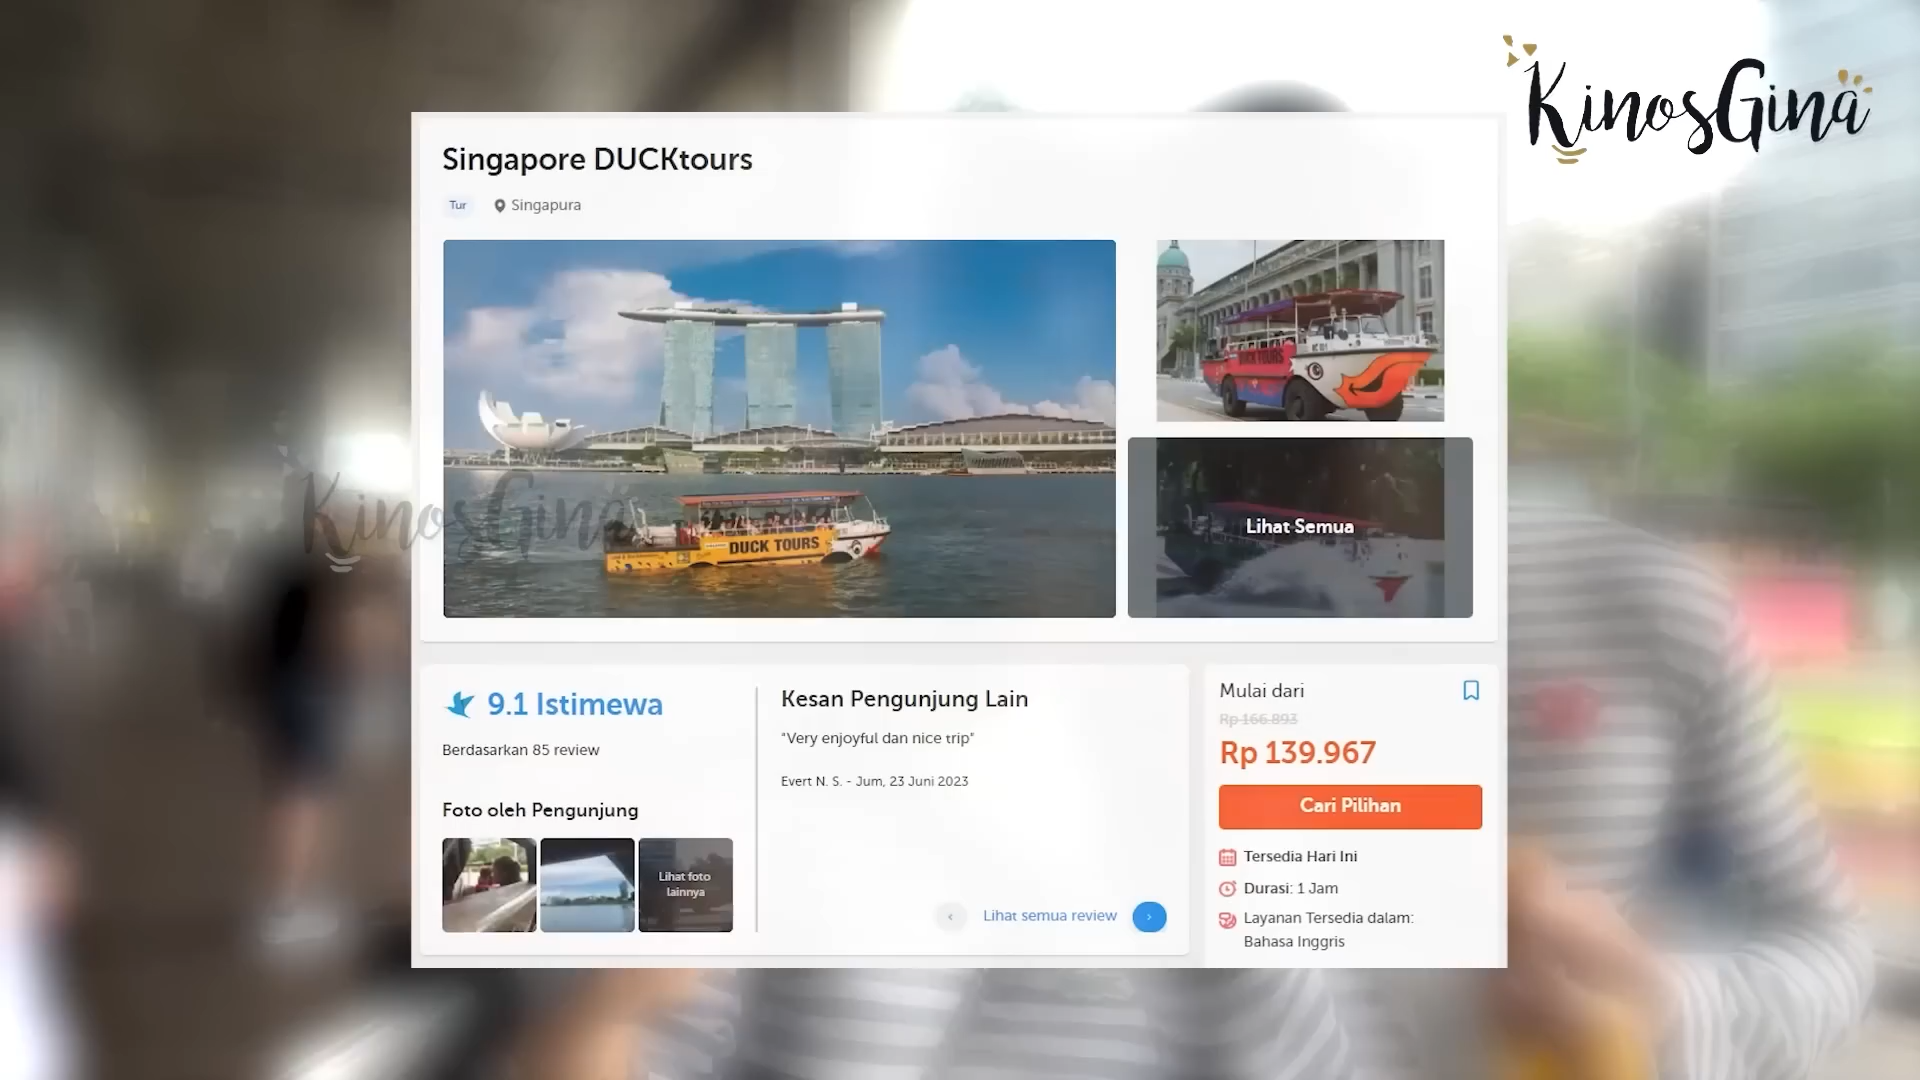 KinosGina
Singapore DUCKtours
Tur
Singapura
DUCK TOURS
DUCK TOURS
Lihat Semua
KinosGina
9.1 Istimewa
Berdasarkan 85 review
Foto oleh Pengunjung
Lihat foto
lainnya
Kesan Pengunjung Lain
"Very enjoyful dan nice trip"
Evert N. S. - Jum, 23 Juni 2023
Lihat semua review
Mulai dari
Rp 166.893
Rp 139.967
Cari Pilihan
Tersedia Hari Ini
Durasi: 1 Jam
Layanan Tersedia dalam:
Bahasa Inggris